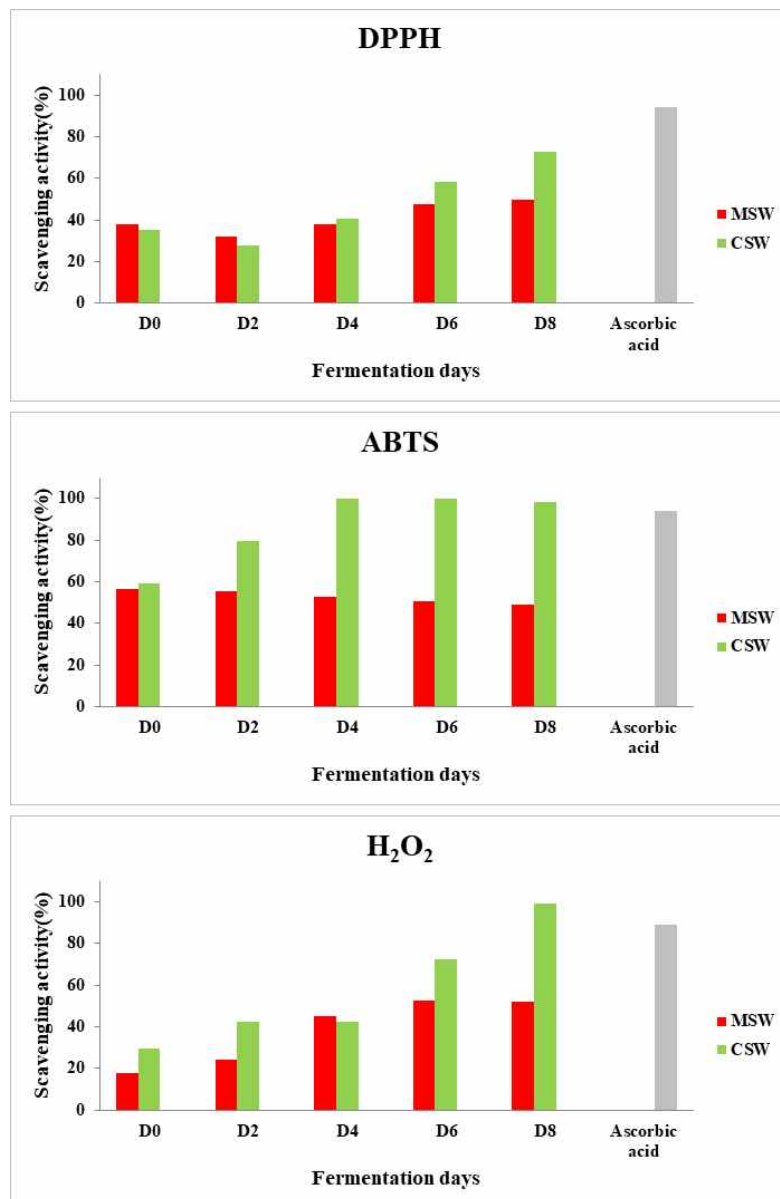 DPPH
Scavenging activity(%)
100
80
60
40
20
0
D0 D2 D4 D6 D8 Ascorbic
acid
Fermentation days
MSW
CSW
ABTS
Scavenging activity(%)
100
80
60
40
20
0
D0 D2 D4 D6 D8 Ascorbic
acid
Fermentation days
MSW
CSW
H₂O₂
Scavenging activity(%)
100
80
60
40
20
0
D0 D2 D4 D6 D8 Ascorbic
acid
Fermentation days
MSW
CSW